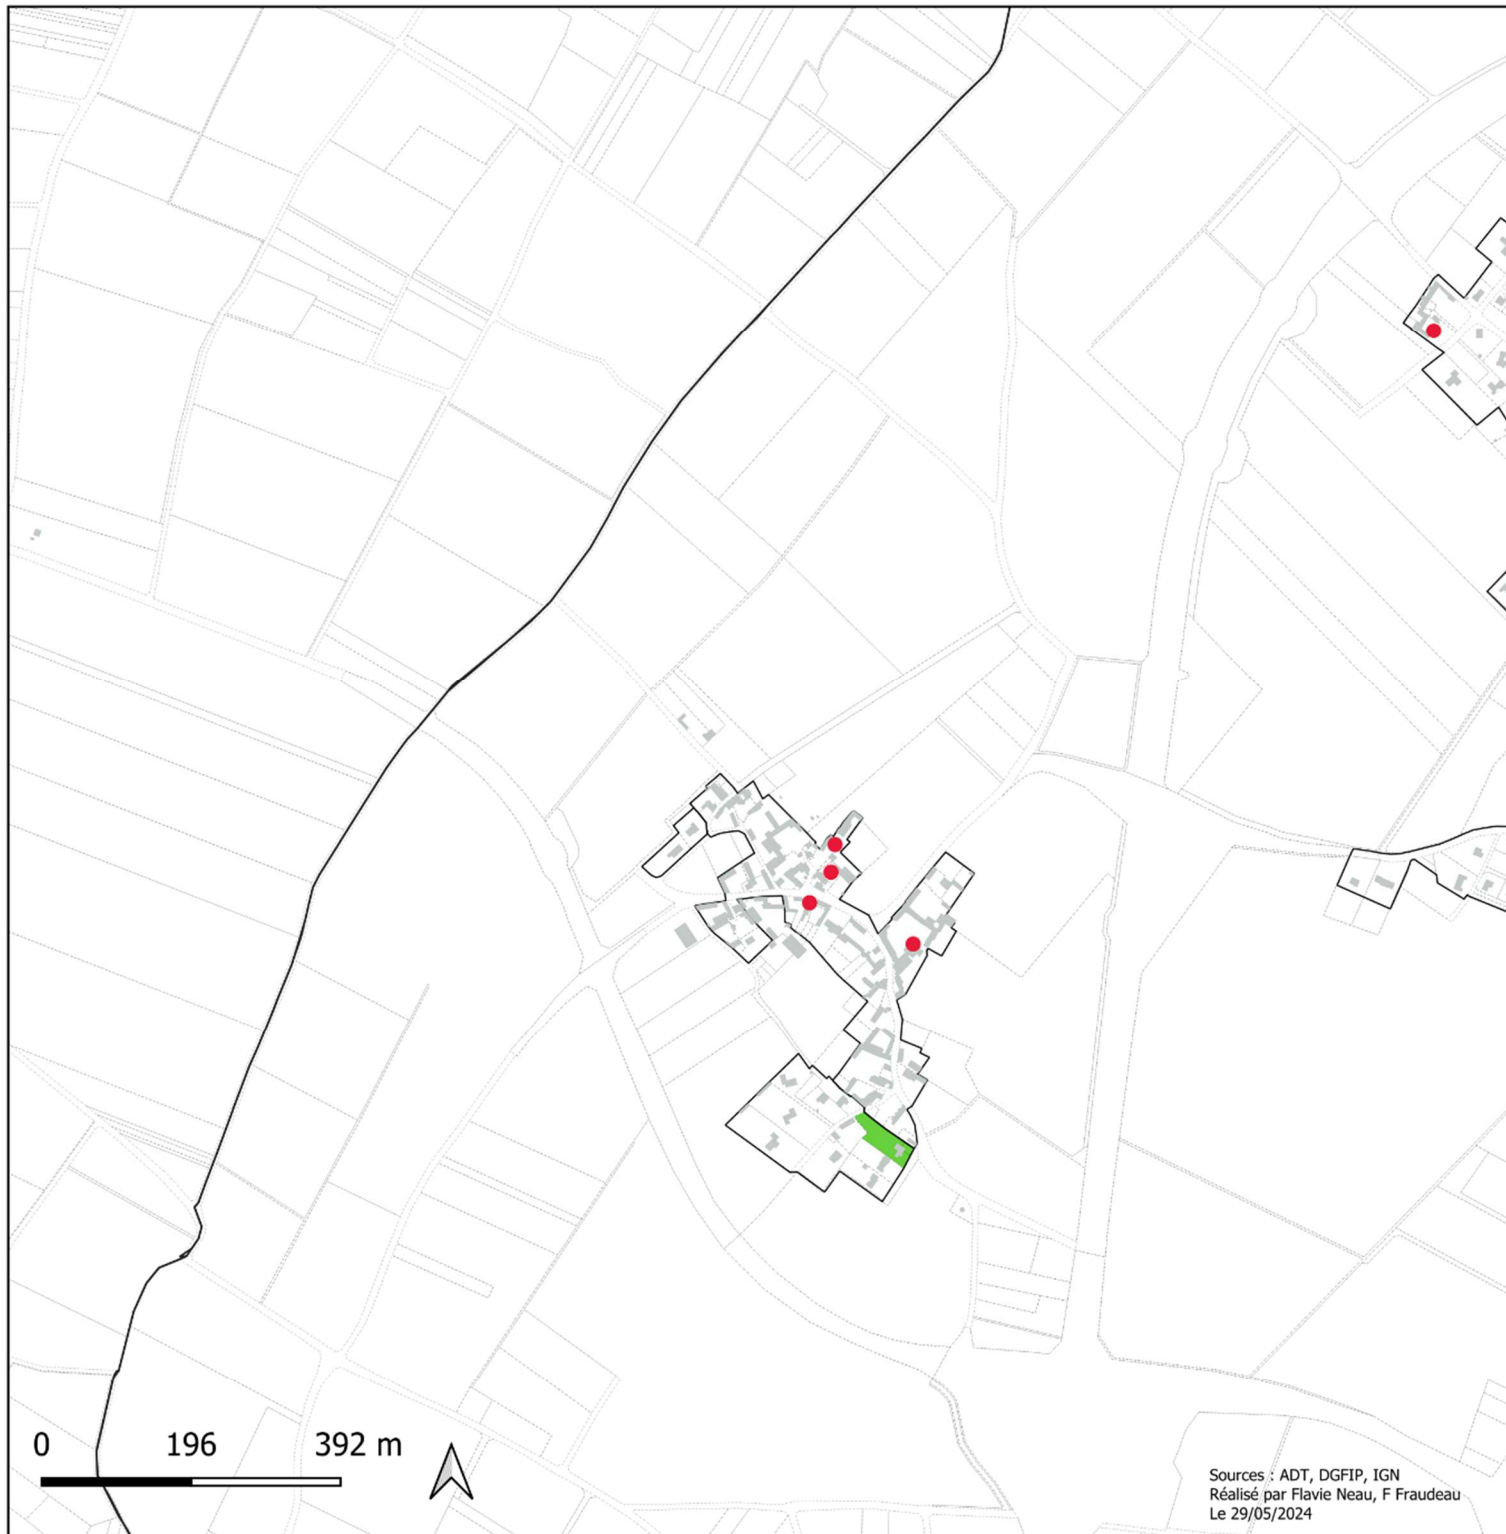 0 196 392 m
Sources : ADT, DGFIP, IGN
Réalisé par Flavie Neau, F Fraudeau
Le 29/05/2024